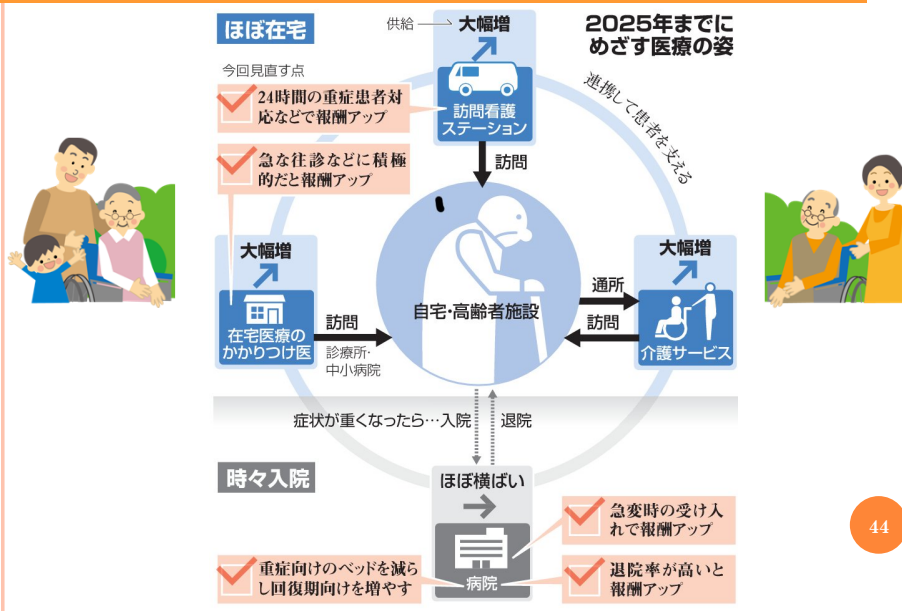 ほぼ在宅
供給
大幅増
2025年までに
めざす医療の姿
今回見直す点
24時間の重症患者対
応などで報酬アップ
訪問看護
ステーション
連携して患者を支える
急な往診などに積極
的だと報酬アップ
訪問
大幅増
在宅医療の
かかりつけ医
訪問
診療所・
中小病院
自宅・高齢者施設
通所
訪問
大幅増
介護サービス
症状が重くなったら…入院
退院
時々入院
ほぼ横ばい
病院
急変時の受け入
れで報酬アップ
重症向けのベッドを減ら
し回復期向けを増やす
退院率が高いと
報酬アップ
44